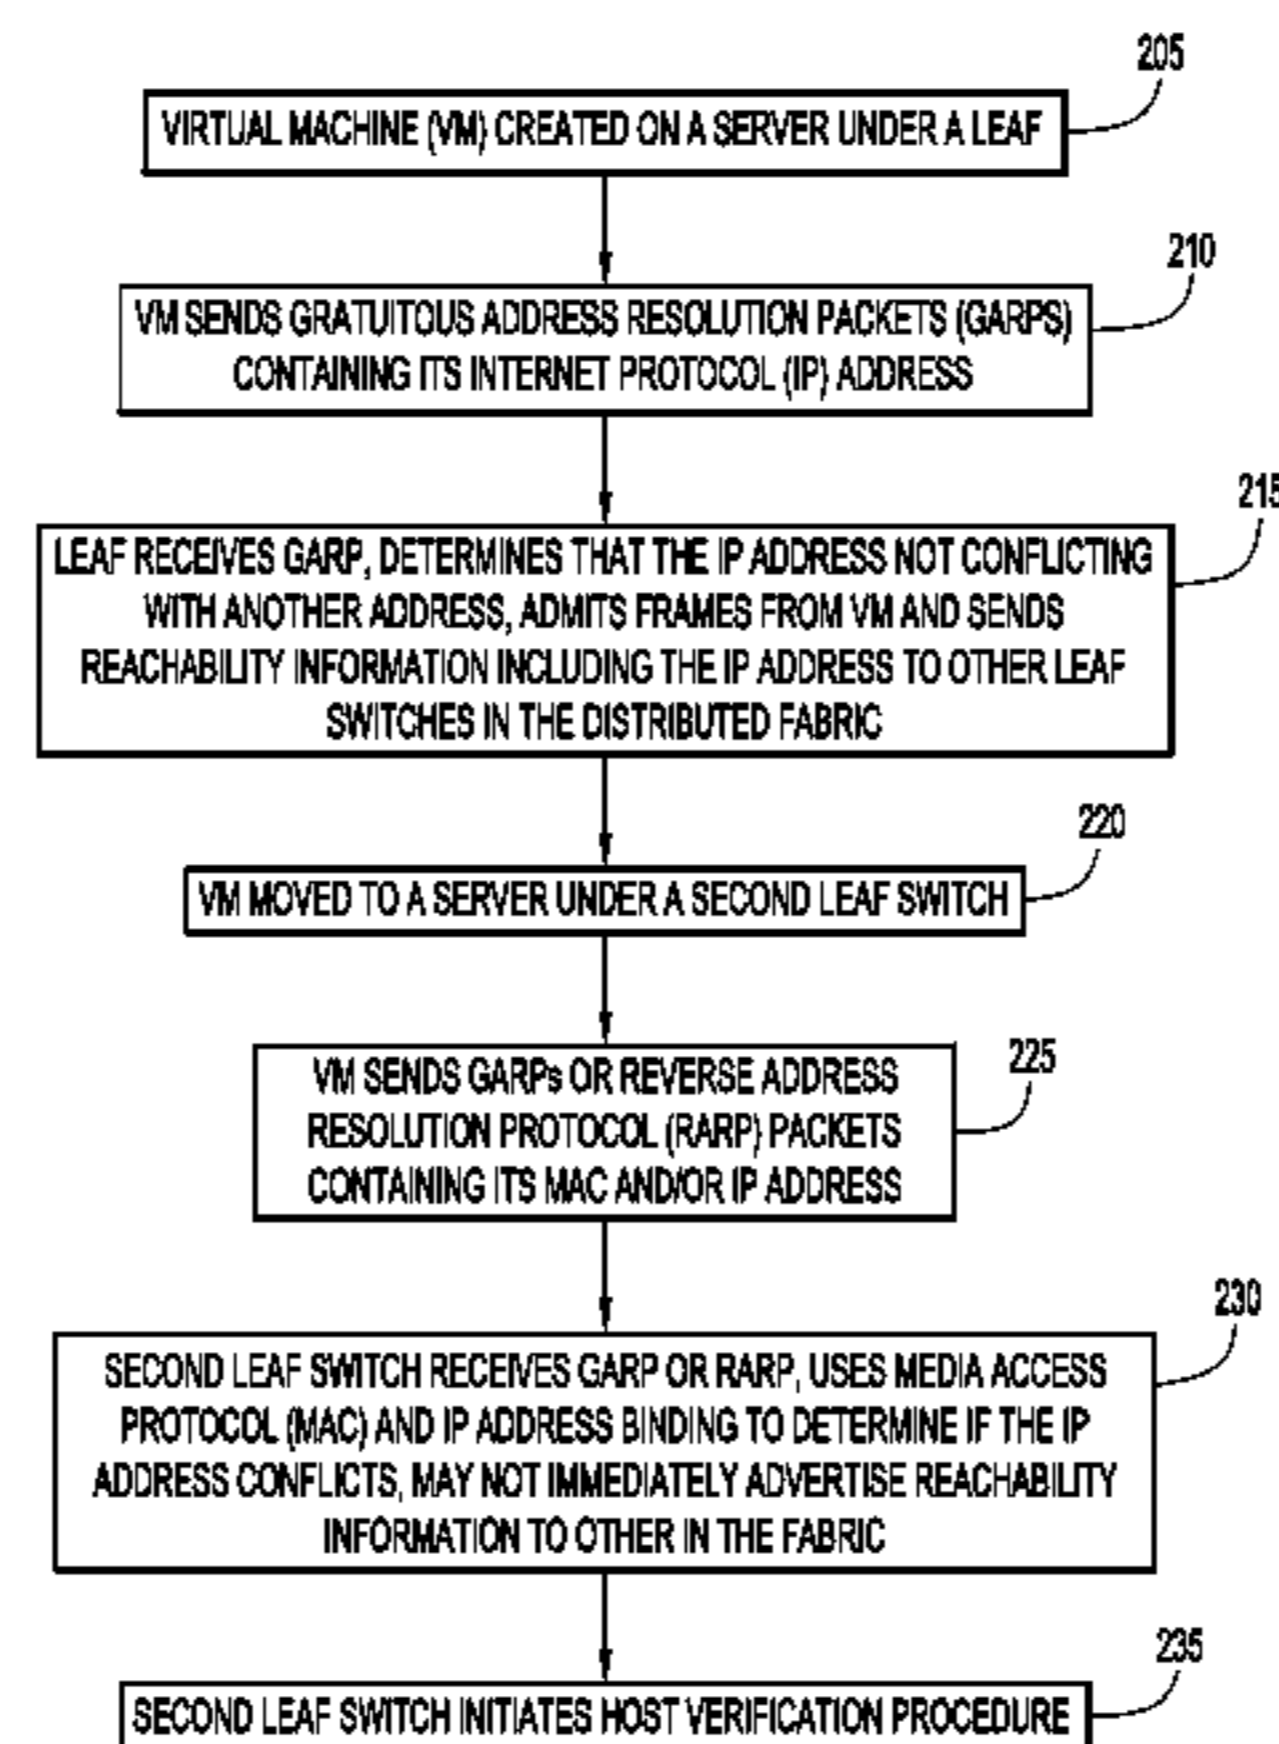 205
VIRTUAL MACHINE (VM) CREATED ON A SERVER UNDER A LEAF
210
VM SENDS GRATUITOUS ADDRESS RESOLUTION PACKETS (GARPS)
CONTAINING ITS INTERNET PROTOCOL (IP) ADDRESS
215
LEAF RECEIVES GARP, DETERMINES THAT THE IP ADDRESS NOT CONFLICTING
WITH ANOTHER ADDRESS, ADMITS FRAMES FROM VM AND SENDS
REACHABILITY INFORMATION INCLUDING THE IP ADDRESS TO OTHER LEAF
SWITCHES IN THE DISTRIBUTED FABRIC
220
VM MOVED TO A SERVER UNDER A SECOND LEAF SWITCH
225
VM SENDS GARPs OR REVERSE ADDRESS
RESOLUTION PROTOCOL (RARP) PACKETS
CONTAINING ITS MAC AND/OR IP ADDRESS
230
SECOND LEAF SWITCH RECEIVES GARP OR RARP, USES MEDIA ACCESS
PROTOCOL (MAC) AND IP ADDRESS BINDING TO DETERMINE IF THE IP
ADDRESS CONFLICTS, MAY NOT IMMEDIATELY ADVERTISE REACHABILITY
INFORMATION TO OTHER IN THE FABRIC
235
SECOND LEAF SWITCH INITIATES HOST VERIFICATION PROCEDURE